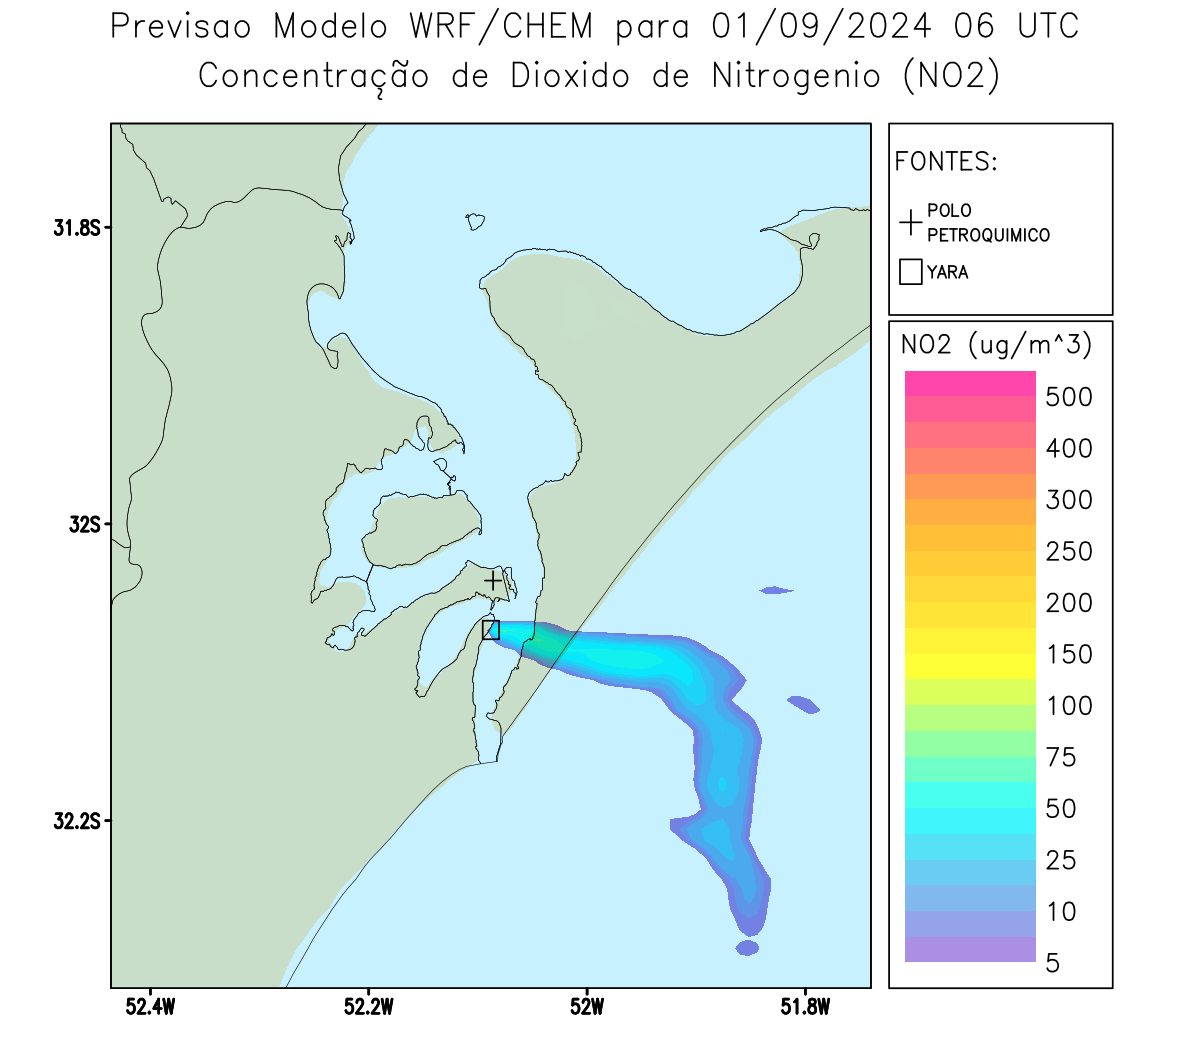 Previsao Modelo WRF/CHEM para 01/09/2024 06 UTC
Concentração de Dioxido de Nitrogenio (NO2)
FONTES:
POLO
PETROQUIMICO
YARA
31.8S
32S
32.2S
52.4W
52.2W
52W
51.8W
NO2 (ug/m^3)
500
400
300
250
200
150
100
75
50
25
10
5